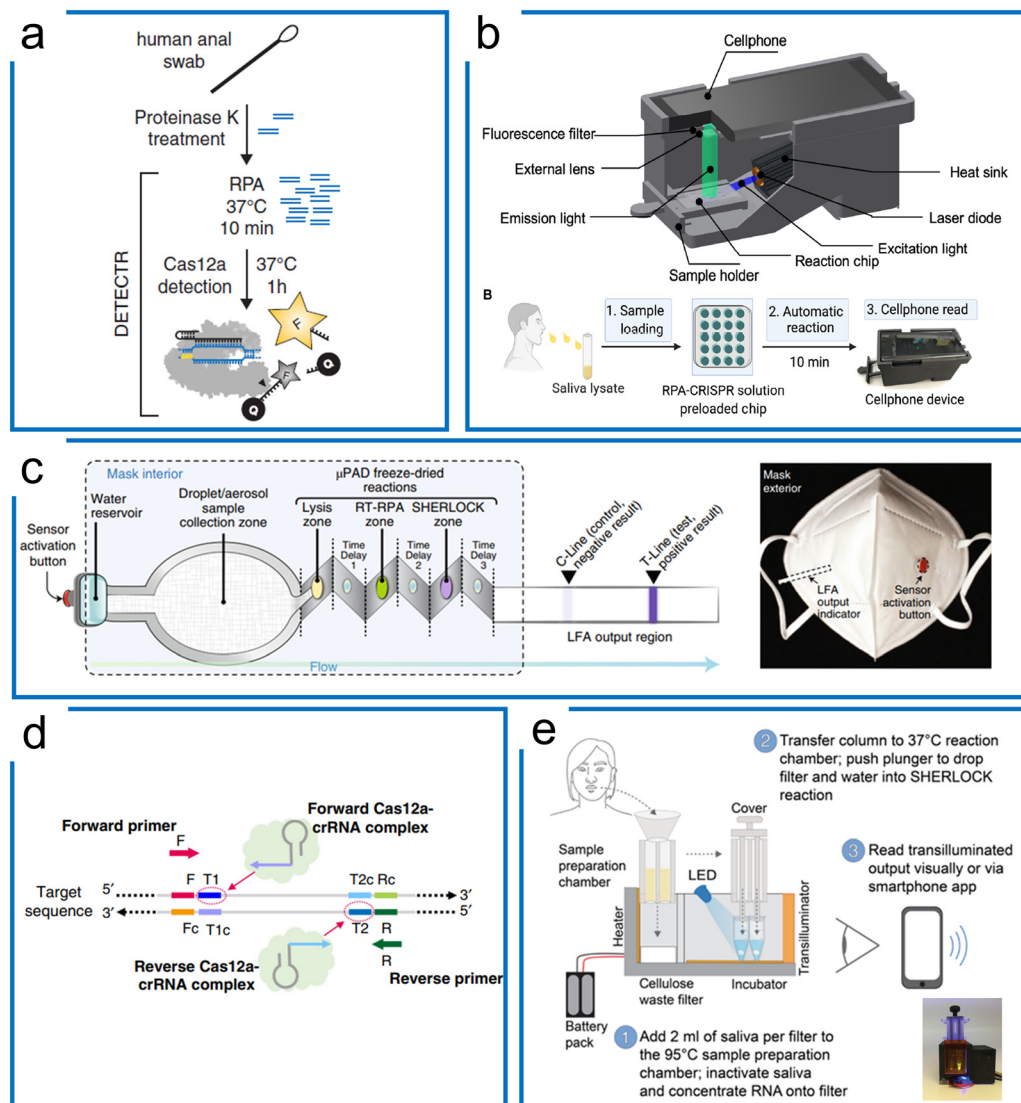 a
human anal
swab
Proteinase K
treatment
RPA
37°C
10 min
DETECTR
Cas12a
detection
37°C
1h
F
F
Q
Q
b
Cellphone
Fluorescence filter
External lens
Emission light
Sample holder
Reaction chip
Excitation light
Laser diode
Heat sink
B
Saliva lysate
1. Sample
loading
RPA-CRISPR solution
preloaded chip
2. Automatic
reaction
10 min
3. Cellphone read
Cellphone device
c
Mask interior
Sensor
activation
button
Water
reservoir
Droplet/aerosol
sample
collection zone
µPAD freeze-dried
reactions
Lysis
zone
RT-RPA
zone
SHERLOCK
zone
Time
Delay
1
Time
Delay
2
Time
Delay
3
C-Line (control,
negative result)
T-Line (test,
positive result)
LFA output region
Flow
Mask
exterior
LFA
output
indicator
Sensor
activation
button
d
Forward primer
F
Forward Cas12a-
crRNA complex
Target
sequence
5′
F
T1
T2c
Rc
3′
3′
Fc
T1c
T2
R
5′
R
Reverse Cas12a-
crRNA complex
Reverse primer
e
2
Transfer column to 37°C reaction
chamber; push plunger to drop
filter and water into SHERLOCK
reaction
Sample
preparation
chamber
Cover
LED
Heater
Transilluminator
Cellulose
waste filter
Incubator
Battery
pack
3
Read transilluminated
output visually or via
smartphone app
1
Add 2 ml of saliva per filter to
the 95°C sample preparation
chamber; inactivate saliva
and concentrate RNA onto filter